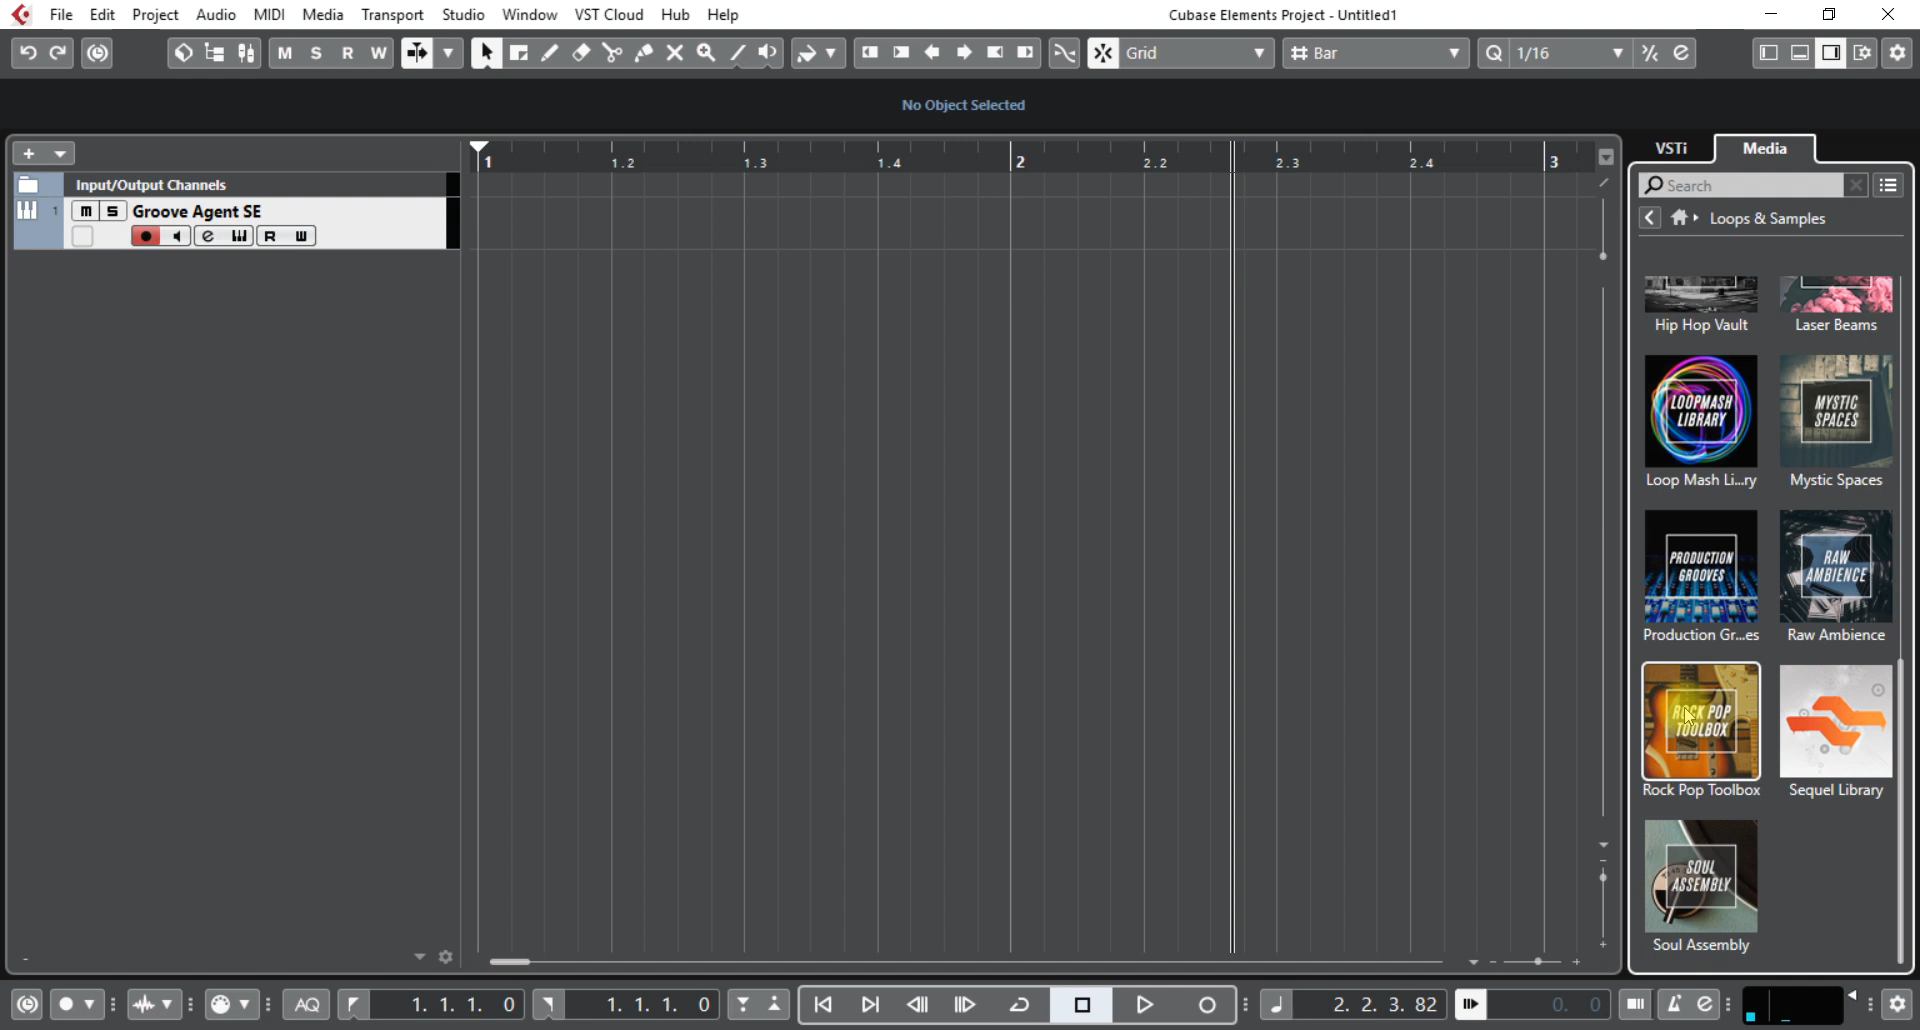 File Edit Project Audio MIDI Media Transport Studio Window VST Cloud Hub Help
Cubase Elements Project - Untitled1
M S R W Grid Bar Q 1/16
No Object Selected
VSTi Media
1 1.2 1.3 1.4 2 2.2 2.3 2.4 3
Search
Loops & Samples
Input/Output Channels
1 m S Groove Agent SE
e R W
Hip Hop Vault Laser Beams
LOOPMASH LIBRARY
MYSTIC SPACES
Loop Mash Li...ry Mystic Spaces
PRODUCTION GROOVES
RAW AMBIENCE
Production Gr...es Raw Ambience
ROCK POP TOOLBOX
Rock Pop Toolbox Sequel Library
SOUL ASSEMBLY
Soul Assembly
AQ 1. 1. 1. 0 1. 1. 1. 0 2. 2. 3. 82 0. 0